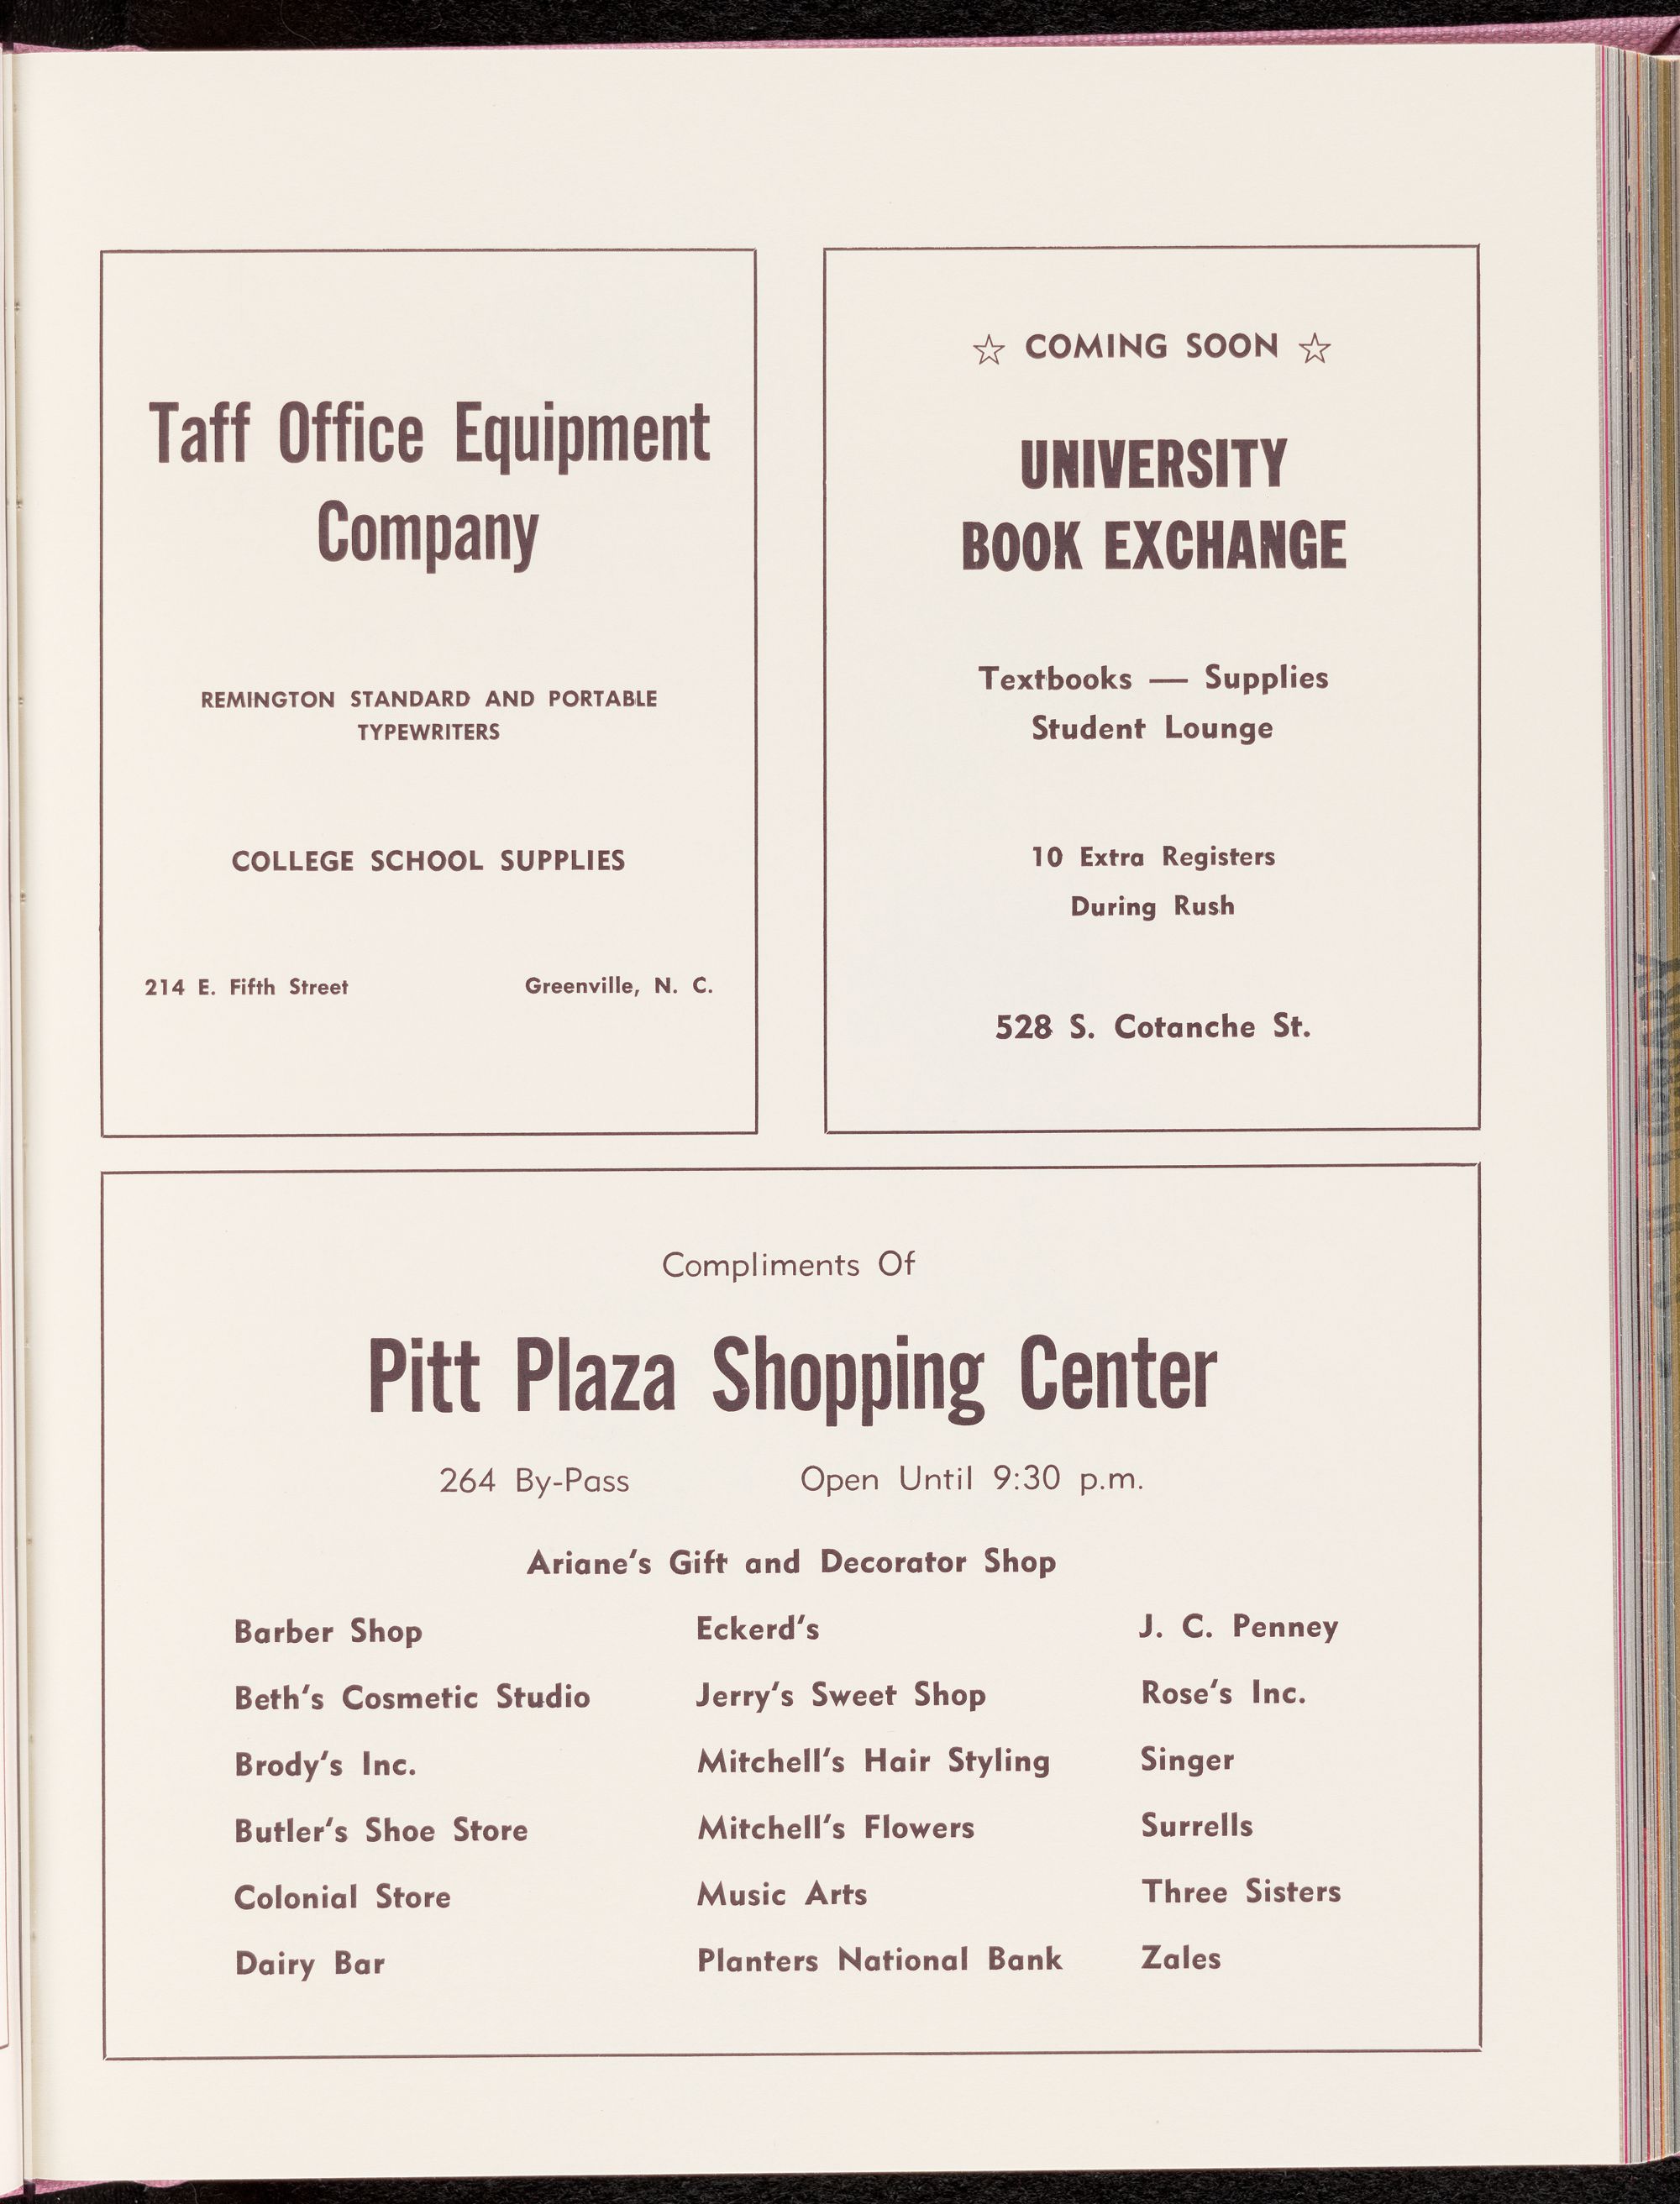 Taff Office Equipment
Company
REMINGTON STANDARD AND PORTABLE
TYPEWRITERS
COLLEGE SCHOOL SUPPLIES
214 E. Fifth Street Greenville, N. C.
☆ COMING SOON ☆
UNIVERSITY
BOOK EXCHANGE
Textbooks — Supplies
Student Lounge
10 Extra Registers
During Rush
528 S. Cotanche St.
Compliments Of
Pitt Plaza Shopping Center
264 By-Pass Open Until 9:30 p.m.
Ariane's Gift and Decorator Shop
Barber Shop
Beth's Cosmetic Studio
Brody's Inc.
Butler's Shoe Store
Colonial Store
Dairy Bar
Eckerd's
Jerry's Sweet Shop
Mitchell's Hair Styling
Mitchell's Flowers
Music Arts
Planters National Bank
J. C. Penney
Rose's Inc.
Singer
Surrells
Three Sisters
Zales